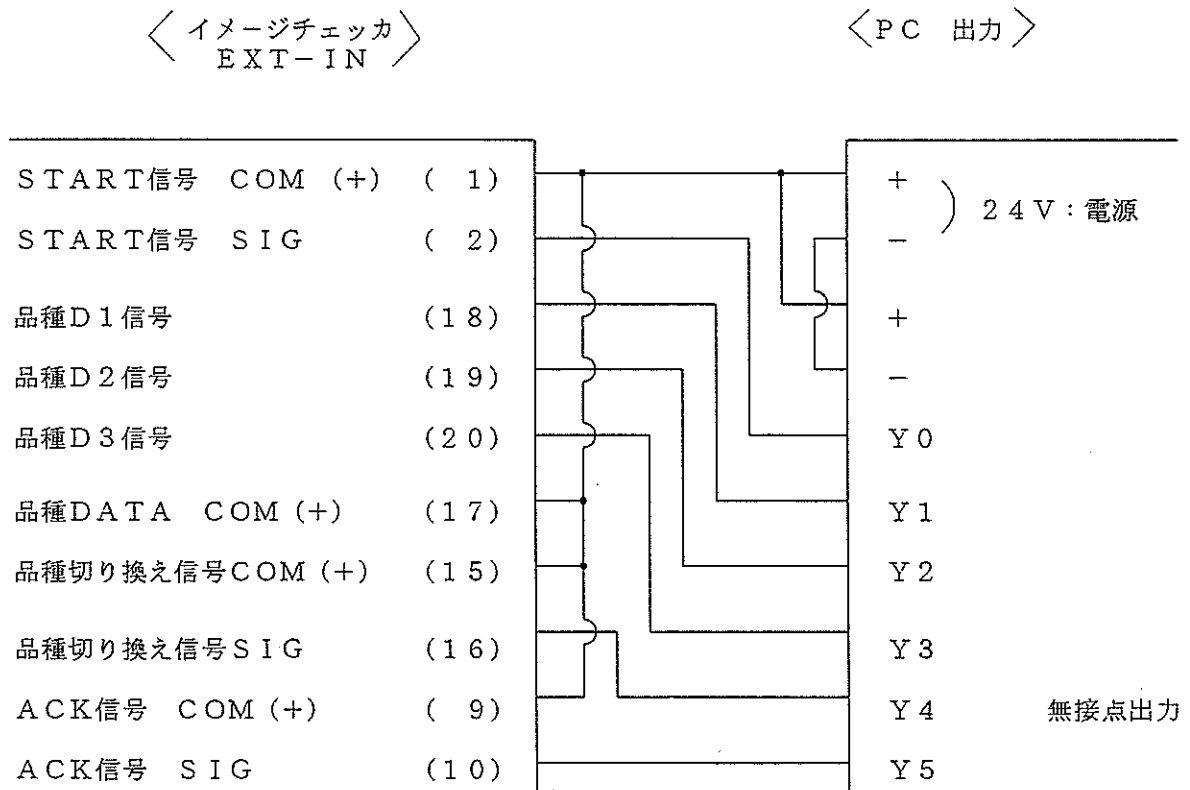 〈イメージチェッカ
EXT-IN〉
〈PC 出力〉
START信号 COM (+) ( 1) +
START信号 SIG ( 2) -
) 24V:電源
品種D1信号 (18) +
品種D2信号 (19) -
品種D3信号 (20) Y0
品種DATA COM (+) (17) Y1
品種切り換え信号COM (+) (15) Y2
品種切り換え信号SIG (16) Y3
ACK信号 COM (+) ( 9) Y4 無接点出力
ACK信号 SIG (10) Y5